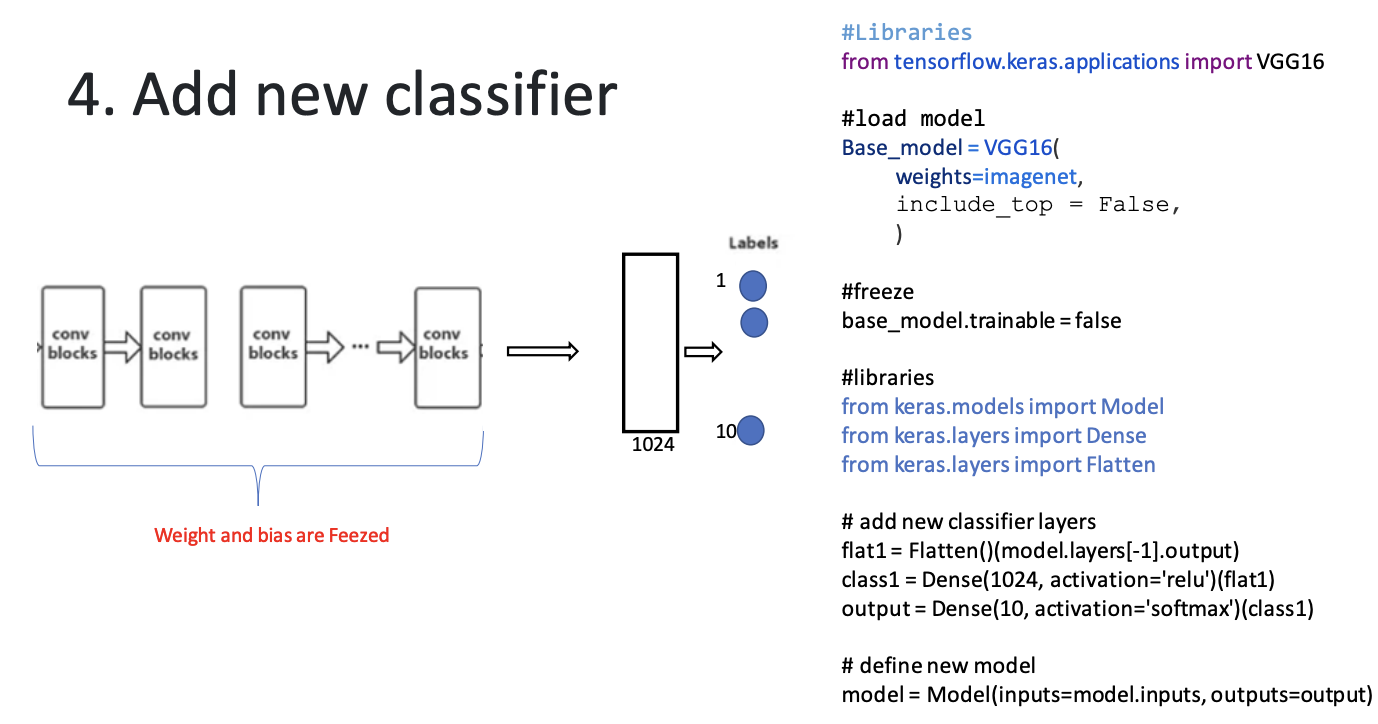 4. Add new classifier
conv
blocks
conv
blocks
conv
blocks
...
conv
blocks
Weight and bias are Feezed
1024
Labels
1
10
#Libraries
from tensorflow.keras.applications import VGG16
#load model
Base_model = VGG16(
weights=imagenet,
include_top = False,
)
#freeze
base_model.trainable = false
#libraries
from keras.models import Model
from keras.layers import Dense
from keras.layers import Flatten
# add new classifier layers
flat1 = Flatten()(model.layers[-1].output)
class1 = Dense(1024, activation='relu')(flat1)
output = Dense(10, activation='softmax')(class1)
# define new model
model = Model(inputs=model.inputs, outputs=output)